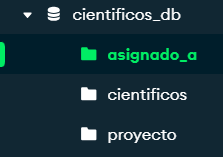 cientificos_db
asignado_a
cientificos
proyecto